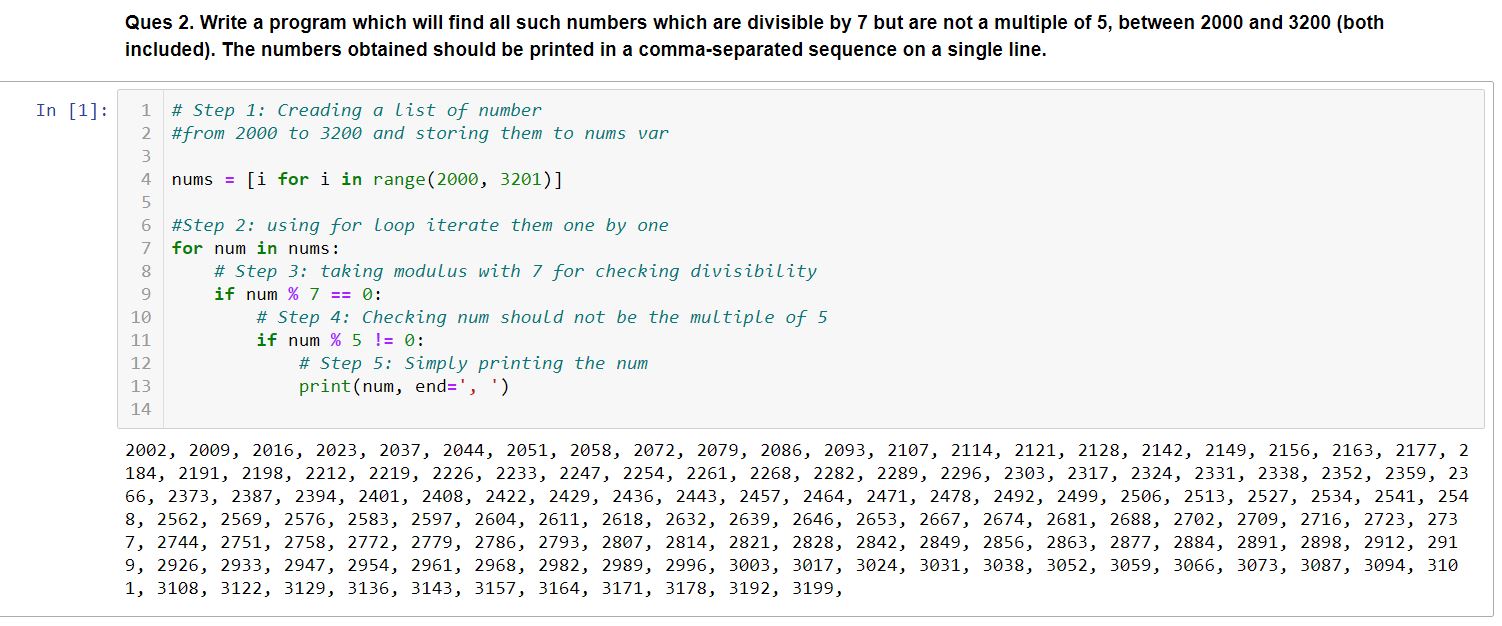 Ques 2. Write a program which will find all such numbers which are divisible by 7 but are not a multiple of 5, between 2000 and 3200 (both
included). The numbers obtained should be printed in a comma-separated sequence on a single line.
In [1]:
1 # Step 1: Creading a list of number
2 #from 2000 to 3200 and storing them to nums var
3
4 nums = [i for i in range(2000, 3201)]
5
6 #Step 2: using for loop iterate them one by one
7 for num in nums:
8     # Step 3: taking modulus with 7 for checking divisibility
9     if num % 7 == 0:
10         # Step 4: Checking num should not be the multiple of 5
11         if num % 5 != 0:
12             # Step 5: Simply printing the num
13             print(num, end=', ')
14
2002, 2009, 2016, 2023, 2037, 2044, 2051, 2058, 2072, 2079, 2086, 2093, 2107, 2114, 2121, 2128, 2142, 2149, 2156, 2163, 2177, 2
184, 2191, 2198, 2212, 2219, 2226, 2233, 2247, 2254, 2261, 2268, 2282, 2289, 2296, 2303, 2317, 2324, 2331, 2338, 2352, 2359, 23
66, 2373, 2387, 2394, 2401, 2408, 2422, 2429, 2436, 2443, 2457, 2464, 2471, 2478, 2492, 2499, 2506, 2513, 2527, 2534, 2541, 254
8, 2562, 2569, 2576, 2583, 2597, 2604, 2611, 2618, 2632, 2639, 2646, 2653, 2667, 2674, 2681, 2688, 2702, 2709, 2716, 2723, 273
7, 2744, 2751, 2758, 2772, 2779, 2786, 2793, 2807, 2814, 2821, 2828, 2842, 2849, 2856, 2863, 2877, 2884, 2891, 2898, 2912, 291
9, 2926, 2933, 2947, 2954, 2961, 2968, 2982, 2989, 2996, 3003, 3017, 3024, 3031, 3038, 3052, 3059, 3066, 3073, 3087, 3094, 310
1, 3108, 3122, 3129, 3136, 3143, 3157, 3164, 3171, 3178, 3192, 3199,